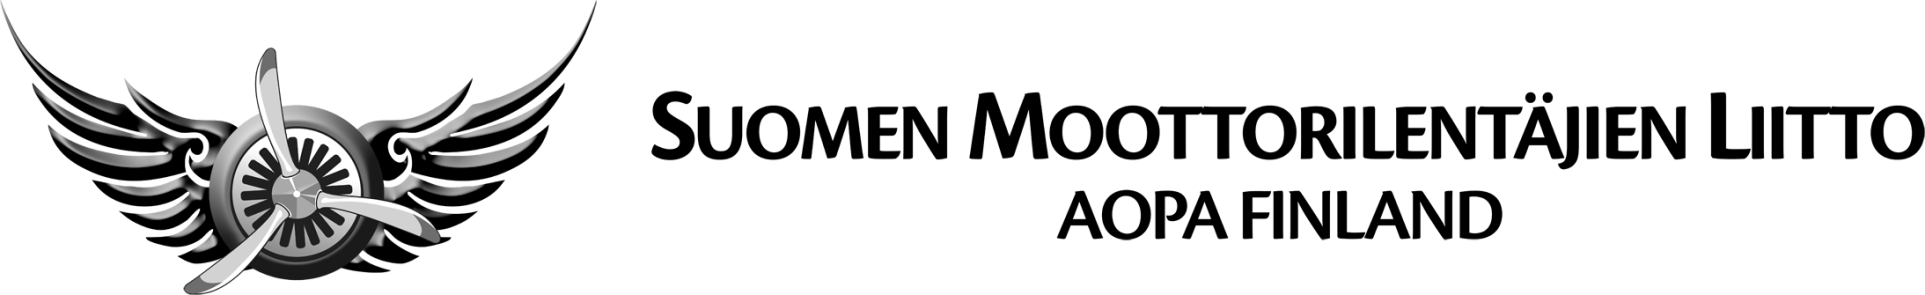 SUOMEN MOOTTORILENTÄJIEN LIITTO
AOPA FINLAND